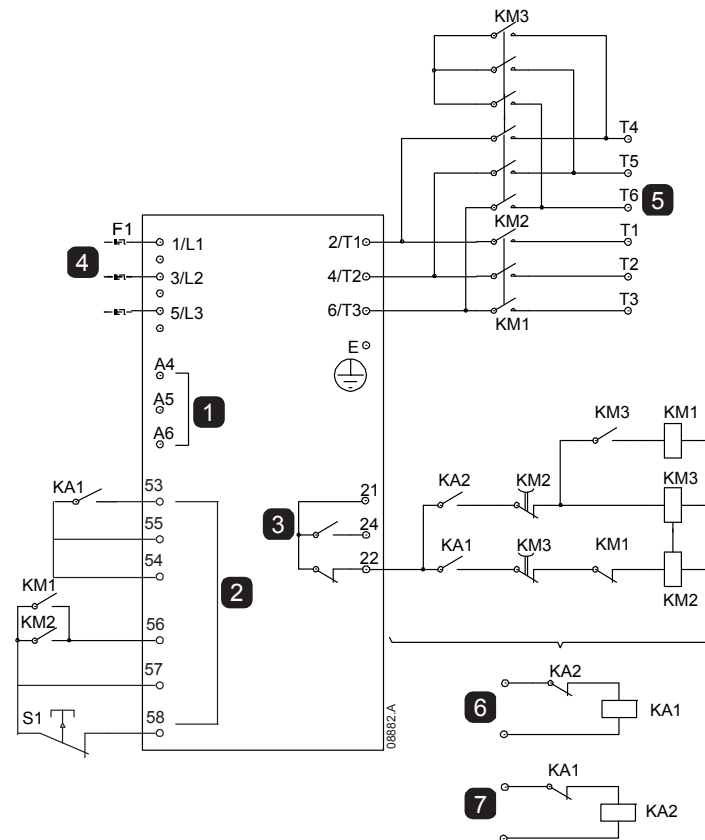 KM3
T4
T5
T6
5
F1
1/L1
2/T1
KM2
T1
4
3/L2
4/T2
T2
5/L3
6/T3
T3
KM1
E
A4
A5
1
A6
KM3
KM1
KA1
53
21
KA2
KM2
KM3
55
3
24
54
22
KA1
KM3
KM1
KM2
KM1
2
KM2
56
57
S1
58
08882.A
6
KA2
KA1
7
KA1
KA2